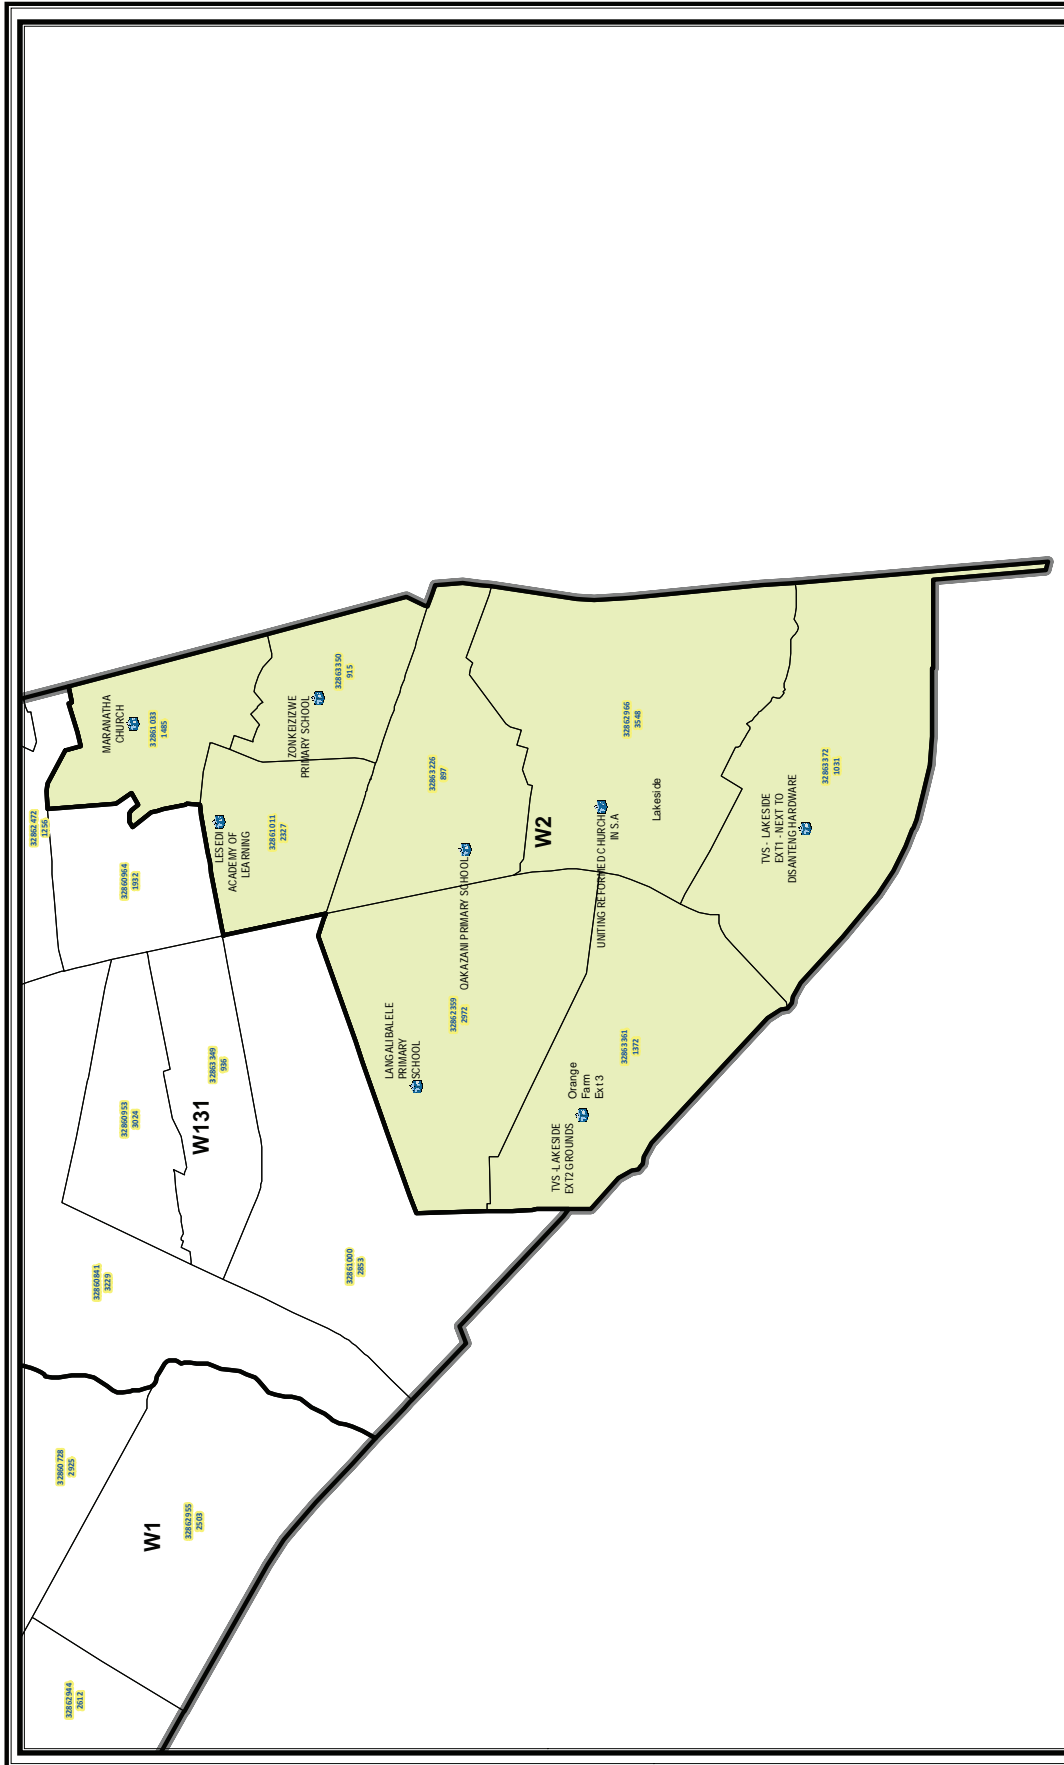 MARANATHA
CHURCH
32861033
1485
ZONKEIZIZWE
PRIMARY SCHOOL
32863350
915
32862472
1256
32860964
1932
LESEDI
ACADEMY OF
LEARNING
32861011
2327
32863226
897
32862966
3548
Lakeside
W2
QAKAZANI PRIMARY SCHOOL
UNITING REFORMED CHURCH
IN S.A
TVS - LAKESIDE
EXT1 - NEXT TO
DISANTENG HARDWARE
32863372
1031
LANGALIBALELE
PRIMARY
SCHOOL
32862359
2972
32863361
1372
Orange
Farm
Ext 3
TVS -LAKESIDE
EXT2 GROUNDS
32860953
3024
32863349
936
W131
32860841
3229
32861000
2853
32860728
2925
W1
32862955
2503
32862944
2612